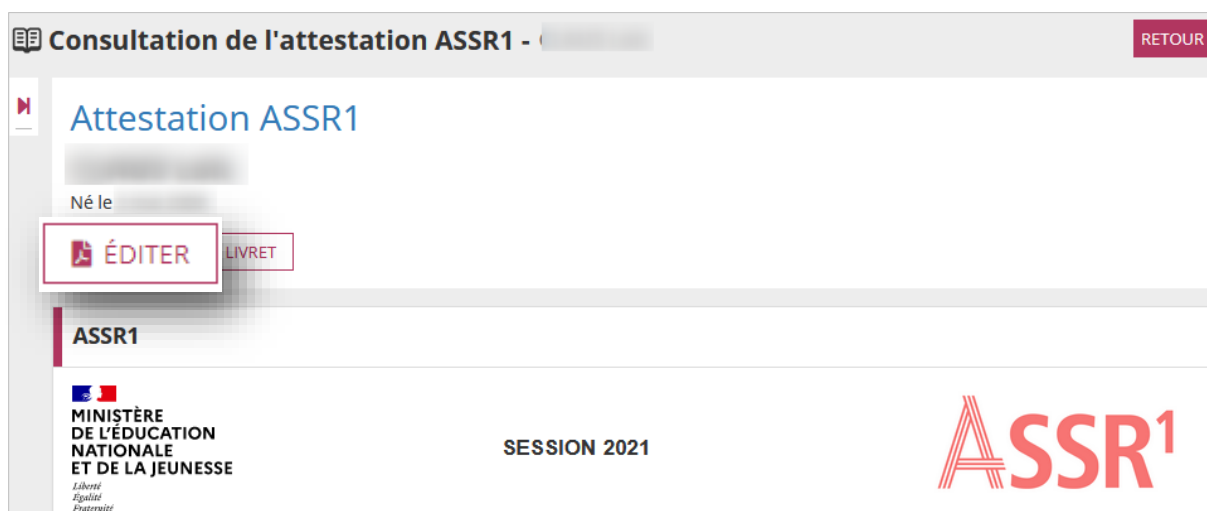 Consultation de l'attestation ASSR1 -
RETOUR
Attestation ASSR1
Né le
ÉDITER
LIVRET
ASSR1
MINISTÈRE
DE L'ÉDUCATION
NATIONALE
ET DE LA JEUNESSE
Liberté
Égalité
Fraternité
SESSION 2021
ASSR1